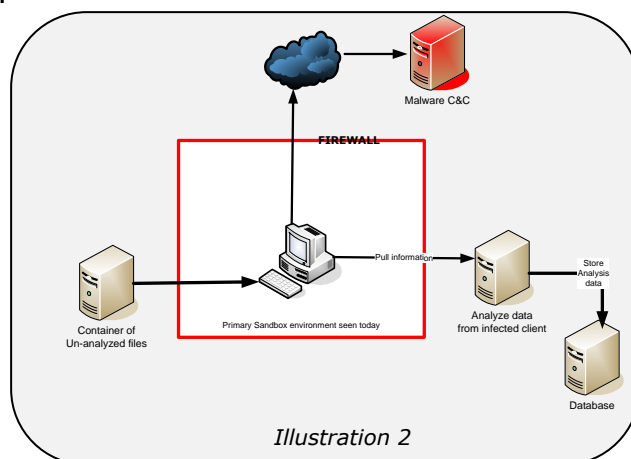 Malware C&C
FIREWALL
Pull information
Store
Analysis
data
Container of
Un-analyzed files
Primary Sandbox environment seen today
Analyze data
from infected client
Database
Illustration 2